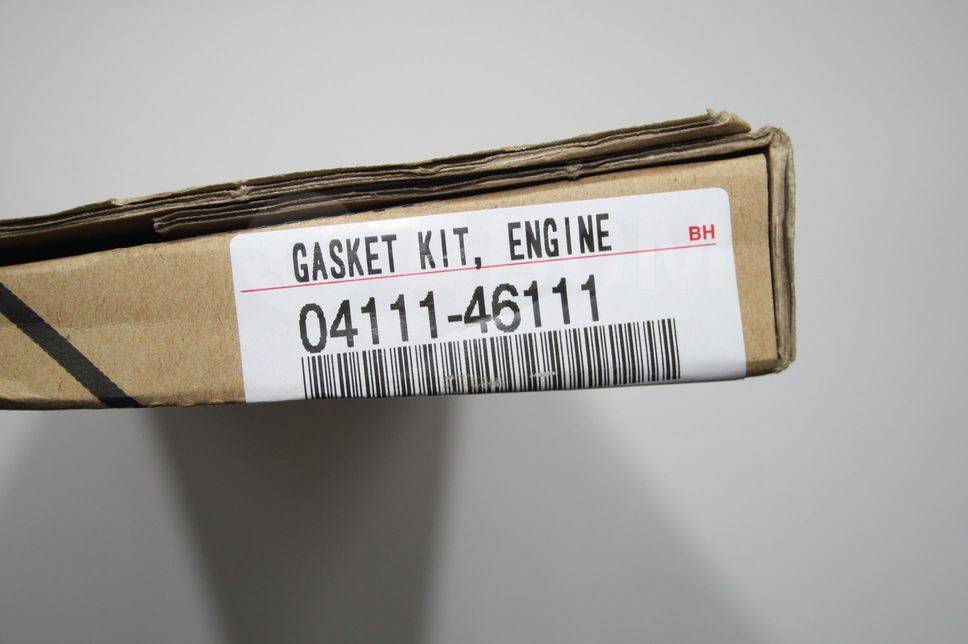 GASKET KIT, ENGINE
BH
04111-46111